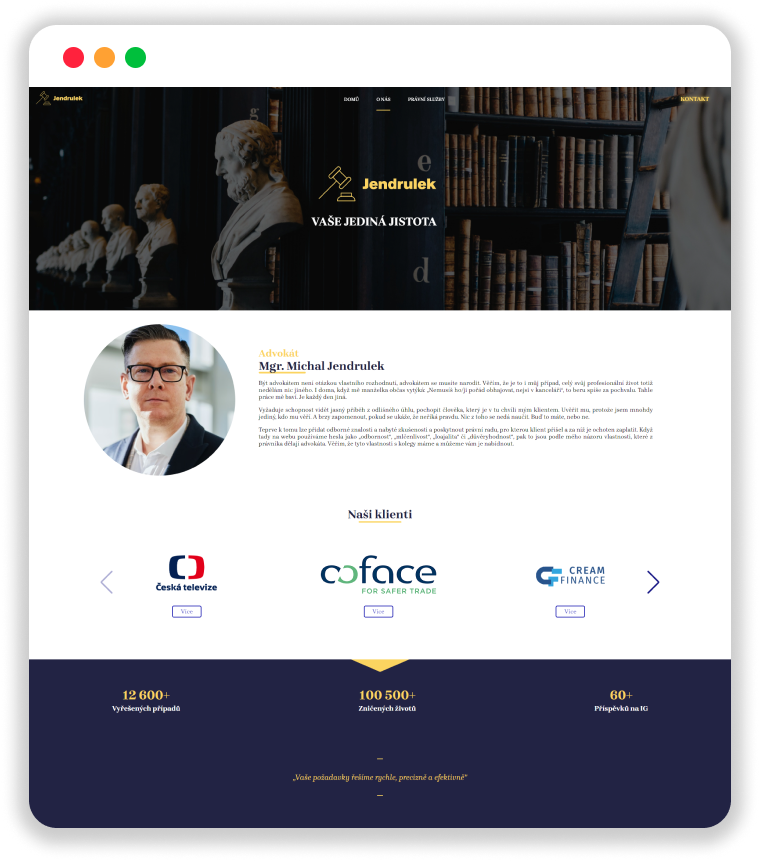 Jendrulek
DOMŮ
O NÁS
PRÁVNÍ SLUŽBY
KONTAKT
g
e
Jendrulek
VAŠE JEDINÁ JISTOTA
d
Advokát
Mgr. Michal Jendrulek
Být advokátem není otázkou vlastního rozhodnutí, advokátem se musíte narodit. Věřím, že je to i můj případ, celý svůj profesionální život totiž
nedělám nic jiného. I doma, když mě manželka občas vytýká: „Nemusíš ho/ji pořád obhajovat, nejsi v kanceláři“, to beru spíše za pochvalu. Tahle
práce mě baví. Je každý den jiná.
Vyžaduje schopnost vidět jasný příběh z odlišného úhlu, pochopit člověka, který je v tu chvíli mým klientem. Uvěřit mu, protože jsem mnohdy
jediný, kdo mu věří. A brzy zapomenout, pokud se ukáže, že neříká pravdu. Nic z toho se nedá naučit. Buď to máte, nebo ne.
Teprve k tomu lze přidat odborné znalosti a nabyté zkušenosti a poskytnout právní radu, pro kterou klient přišel a za niž je ochoten zaplatit. Když
tady na webu používáme hesla jako „odbornost“, „mlčenlivost“, „loajalita“ či „důvěryhodnost“, pak to jsou podle mého názoru vlastnosti, které z
právníka dělají advokáta. Věřím, že tyto vlastnosti s kolegy máme a můžeme vám je nabídnout.
Naši klienti
Česká televize
coface
FOR SAFER TRADE
CREAM
FINANCE
Více
Více
Více
12 600+
Vyřešených případů
100 500+
Zničených životů
60+
Příspěvků na IG
„Vaše požadavky řešíme rychle, precizně a efektivně“